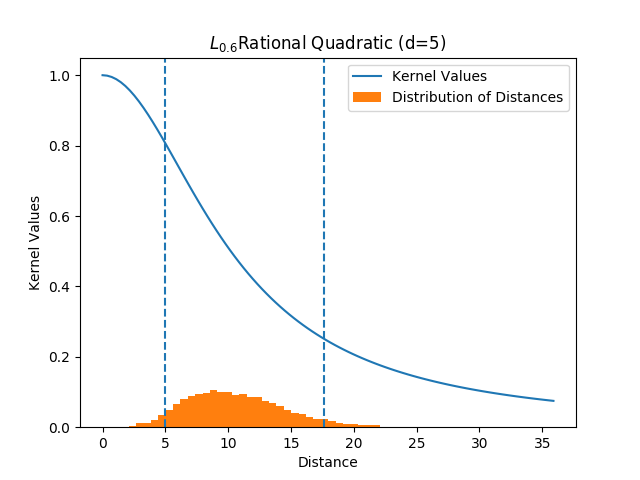 L0.6Rational Quadratic (d=5)
Kernel Values
Distribution of Distances
Kernel Values
1.0
0.8
0.6
0.4
0.2
0.0
0 5 10 15 20 25 30 35
Distance